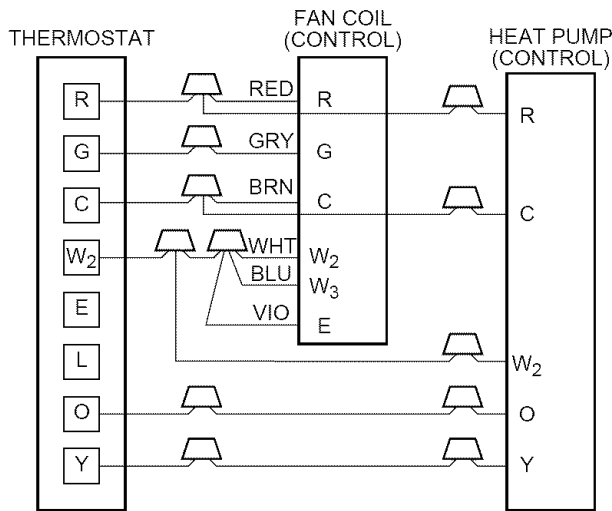 THERMOSTAT
FAN COIL
(CONTROL)
HEAT PUMP
(CONTROL)
R
RED
R
R
G
GRY
G
C
BRN
C
C
W2
WHT
W2
BLU
W3
E
VIO
E
L
W2
O
O
Y
Y